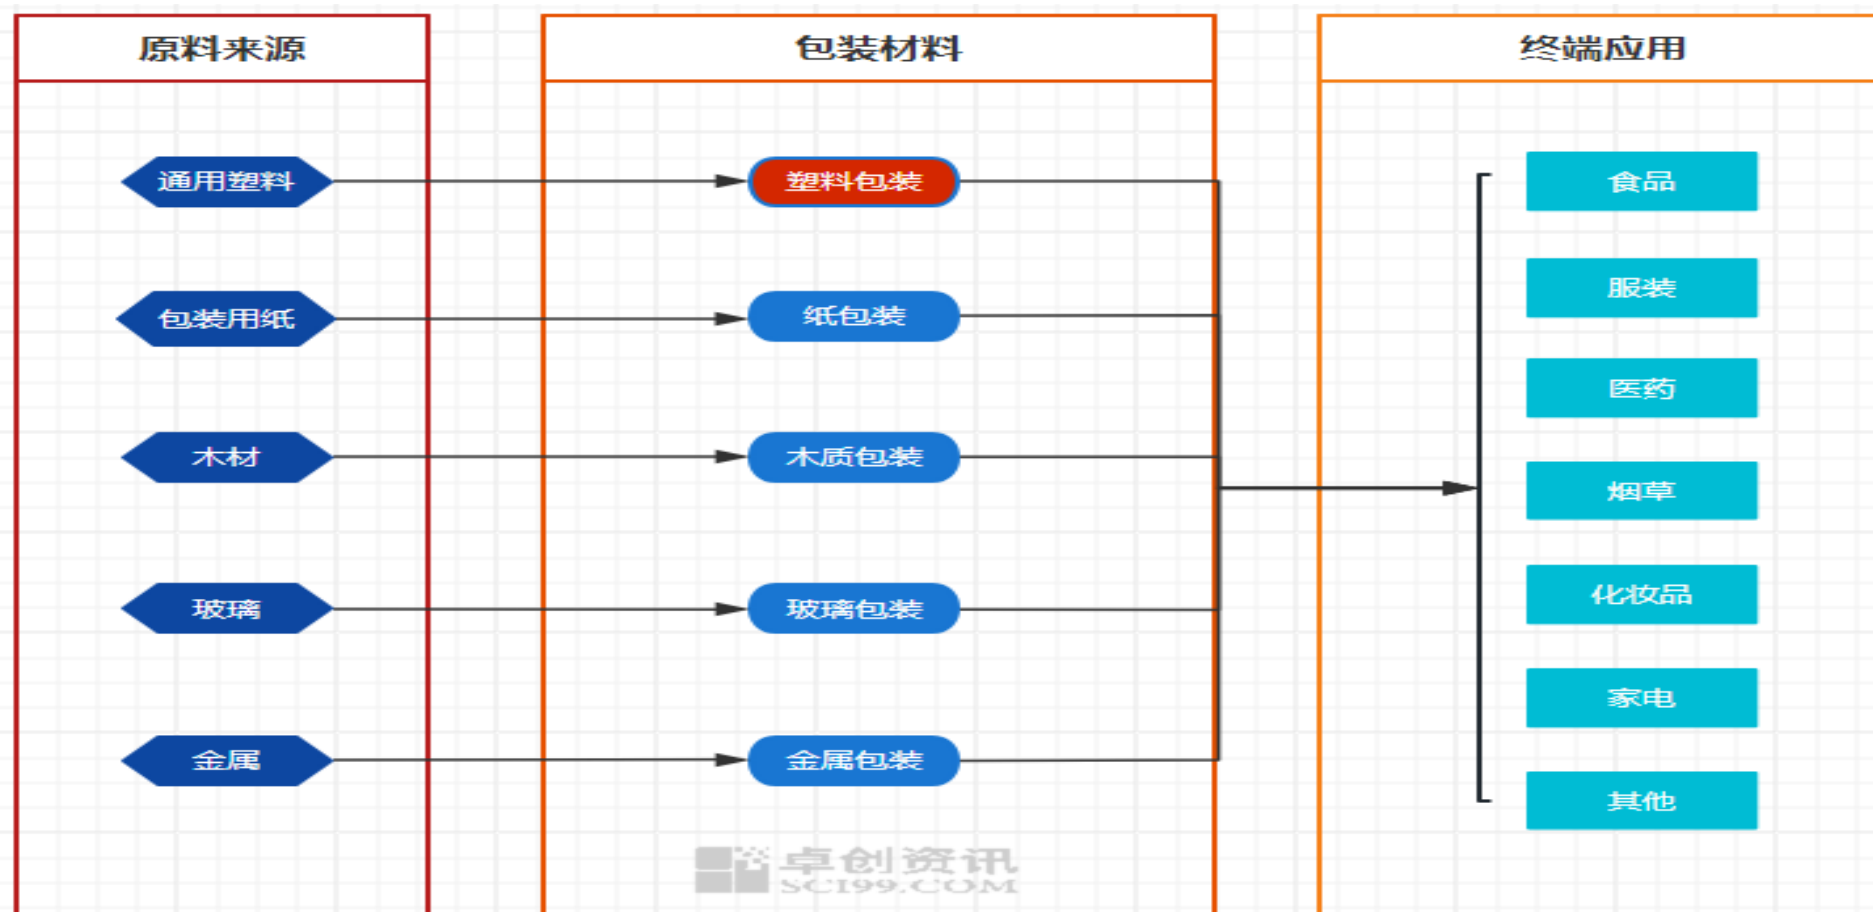 原料来源
包装材料
终端应用
通用塑料
塑料包装
食品
包装用纸
纸包装
服装
医药
木材
木质包装
烟草
玻璃
玻璃包装
化妆品
家电
金属
金属包装
其他
卓创资讯
SCI99.COM